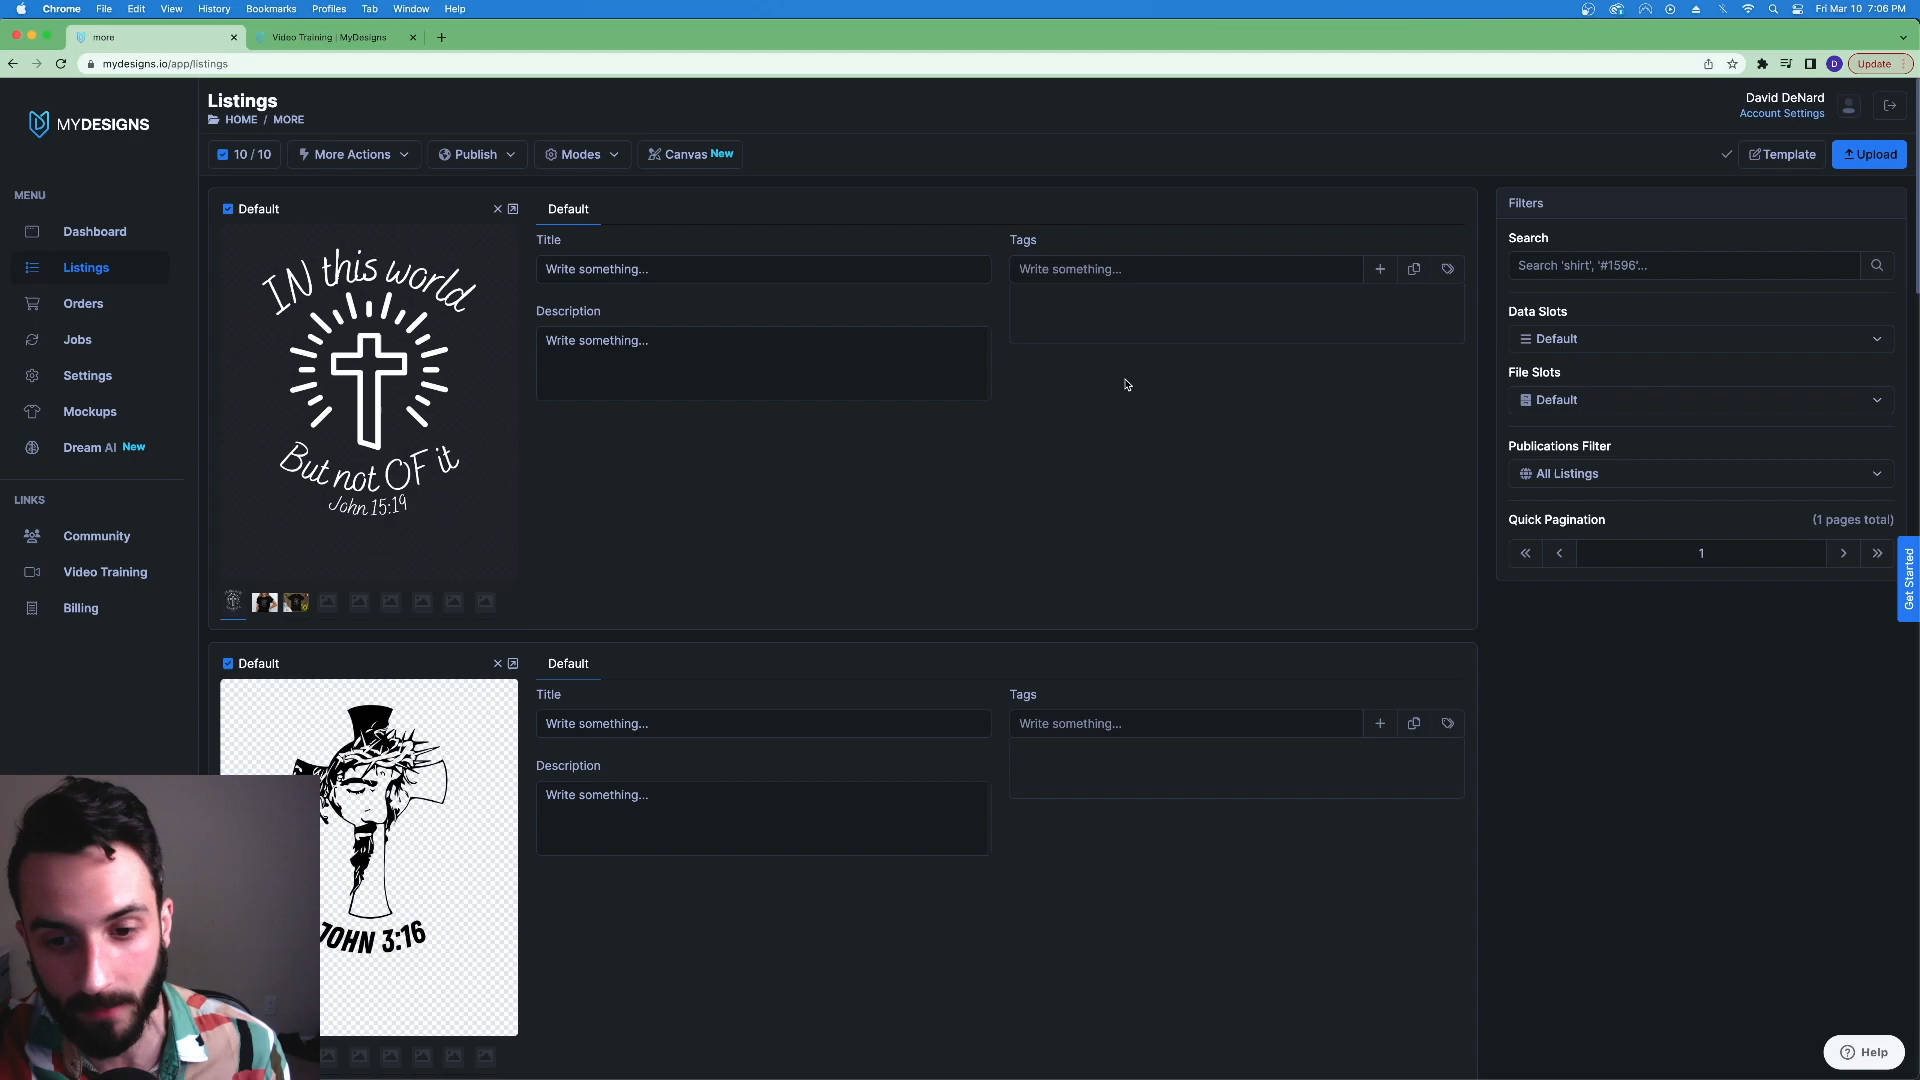 Chrome File Edit View History Bookmarks Profiles Tab Window Help
Fri Mar 10 7:06 PM
more
Video Training | MyDesigns
mydesigns.io/app/listings
D
Update
MYDESIGNS
Listings
HOME / MORE
David DeNard
Account Settings
10 / 10
More Actions
Publish
Modes
Canvas New
Template
Upload
MENU
Dashboard
Listings
Orders
Jobs
Settings
Mockups
Dream AI New
LINKS
Community
Video Training
Billing
Default
IN this world
But not OF it
John 15:19
Default
Title
Write something...
Description
Write something...
Tags
Write something...
Default
JOHN 3:16
Default
Title
Write something...
Description
Write something...
Tags
Write something...
Filters
Search
Search 'shirt', '#1596'...
Data Slots
Default
File Slots
Default
Publications Filter
All Listings
Quick Pagination
(1 pages total)
1
Get Started
Help